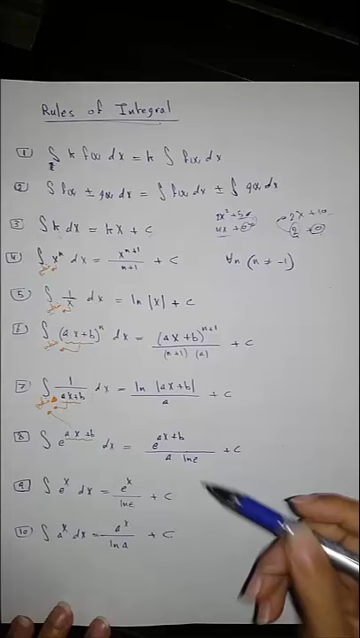 Rules of Integral
1 ∫ k f(x) dx = k ∫ f(x) dx
2 ∫ f(x) ± g(x) dx = ∫ f(x) dx ± ∫ g(x) dx
3 ∫ k dx = kx + c
4 ∫ xⁿ dx = xⁿ⁺¹/(n+1) + c ∀n (n ≠ -1)
5 ∫ 1/x dx = ln |x| + c
6 ∫ (ax+b)ⁿ dx = (ax+b)ⁿ⁺¹/(n+1)(a) + c
7 ∫ 1/(ax+b) dx = ln |ax+b|/a + c
8 ∫ e^(ax+b) dx = e^(ax+b)/(a lne) + c
9 ∫ eˣ dx = eˣ/lne + c
10 ∫ aˣ dx = aˣ/ln a + c